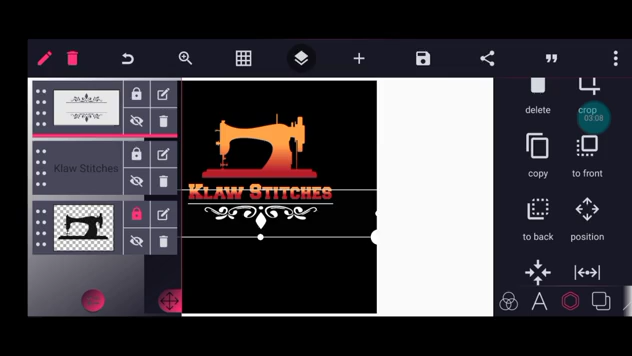 delete
crop
03:08
Klaw Stitches
Klaw Stitches
copy
to front
to back
position